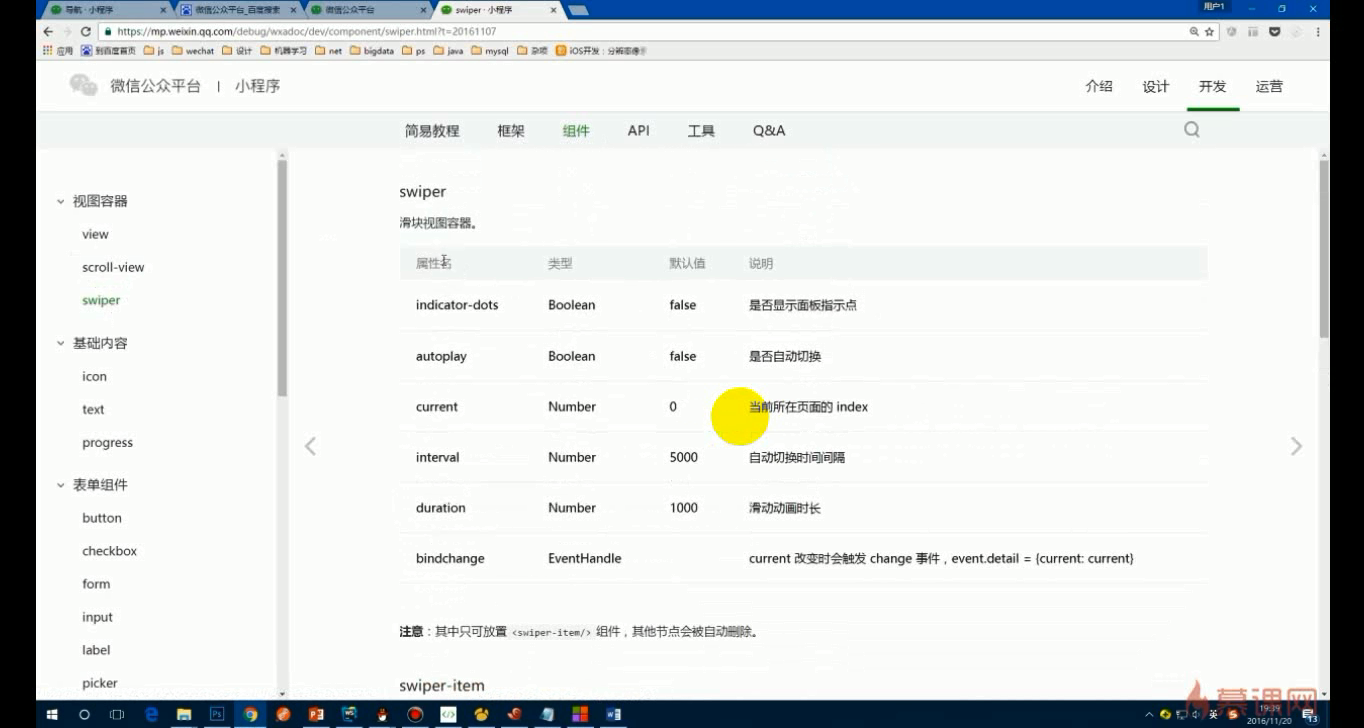 导航 · 小程序
微信公众平台_百度搜索
微信公众平台
swiper · 小程序
用户1
https://mp.weixin.qq.com/debug/wxadoc/dev/component/swiper.html?t=20161107
应用 到百度首页 js wechat 设计 机器学习 net bigdata ps java mysql 杂项 iOS开发：分辨率像素
微信公众平台 | 小程序
介绍 设计 开发 运营
简易教程 框架 组件 API 工具 Q&A
视图容器
view
scroll-view
swiper
基础内容
icon
text
progress
表单组件
button
checkbox
form
input
label
picker
swiper
滑块视图容器。
属性名 类型 默认值 说明
indicator-dots Boolean false 是否显示面板指示点
autoplay Boolean false 是否自动切换
current Number 0 当前所在页面的 index
interval Number 5000 自动切换时间间隔
duration Number 1000 滑动动画时长
bindchange EventHandle current 改变时会触发 change 事件，event.detail = {current: current}
注意：其中只可放置 <swiper-item/> 组件，其他节点会被自动删除。
swiper-item
慕课网
英
19:39
2016/11/20
13